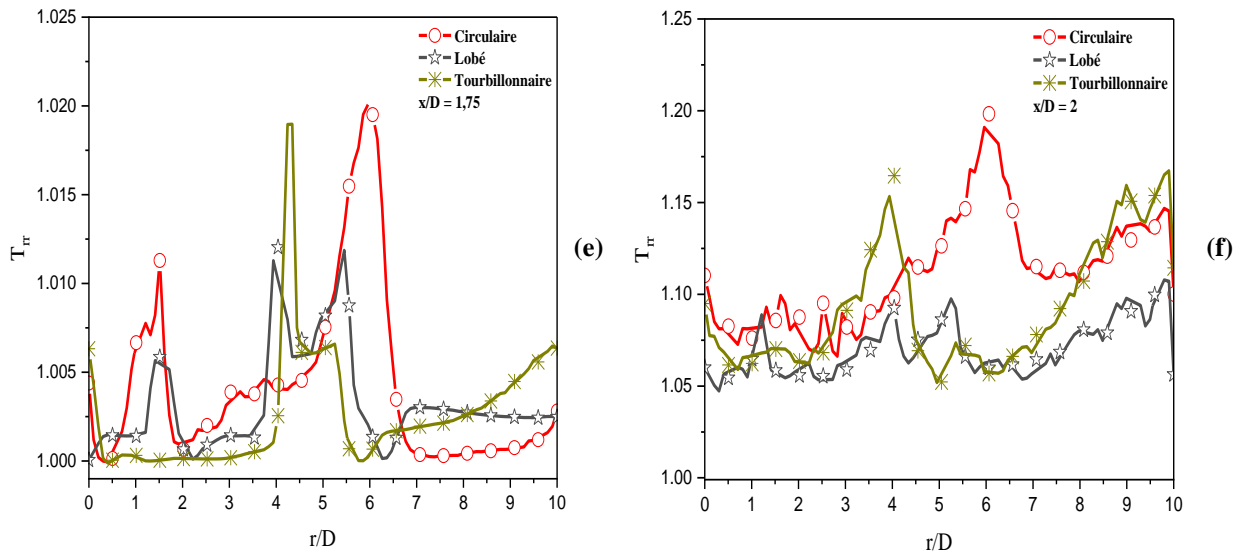 1.025
1.020
1.015
1.010
1.005
1.000
T_rr
0 1 2 3 4 5 6 7 8 9 10
r/D
Circulaire
Lobé
Tourbillonnaire
x/D = 1,75
(e)
1.25
1.20
1.15
1.10
1.05
1.00
T_rr
0 1 2 3 4 5 6 7 8 9 10
r/D
Circulaire
Lobé
Tourbillonnaire
x/D = 2
(f)